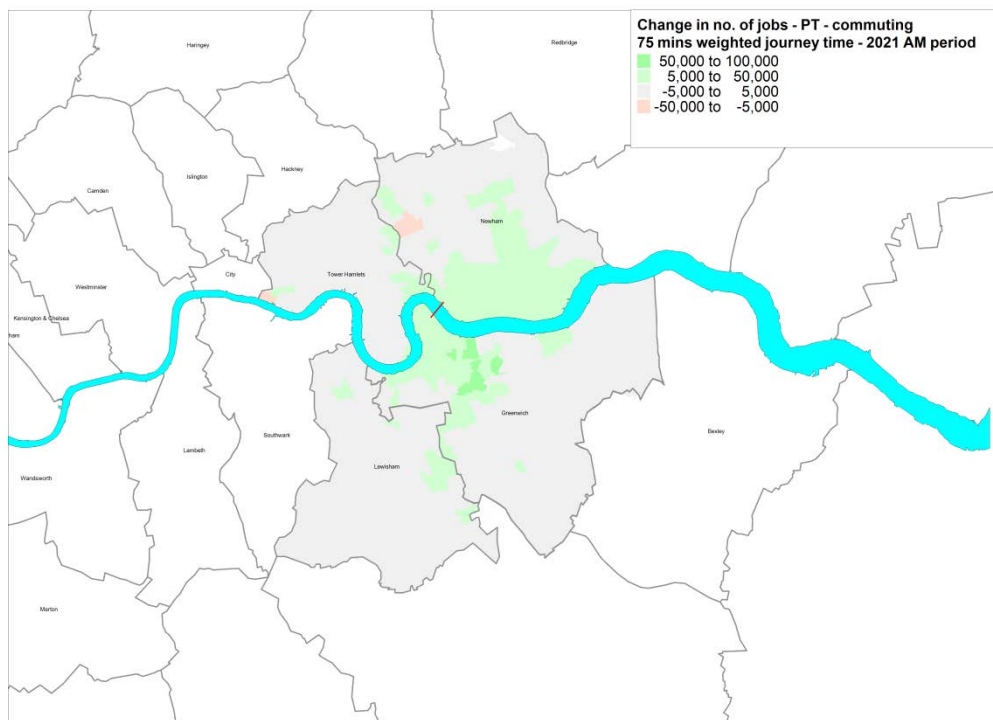 Change in no. of jobs - PT - commuting
75 mins weighted journey time - 2021 AM period
50,000 to 100,000
5,000 to 50,000
-5,000 to 5,000
-50,000 to -5,000
Haringey
Redbridge
Hackney
Islington
Camden
Newham
City
Tower Hamlets
Westminster
Kensington & Chelsea
ham
Greenwich
Bexley
Southwark
Lambeth
Lewisham
Wandsworth
Merton